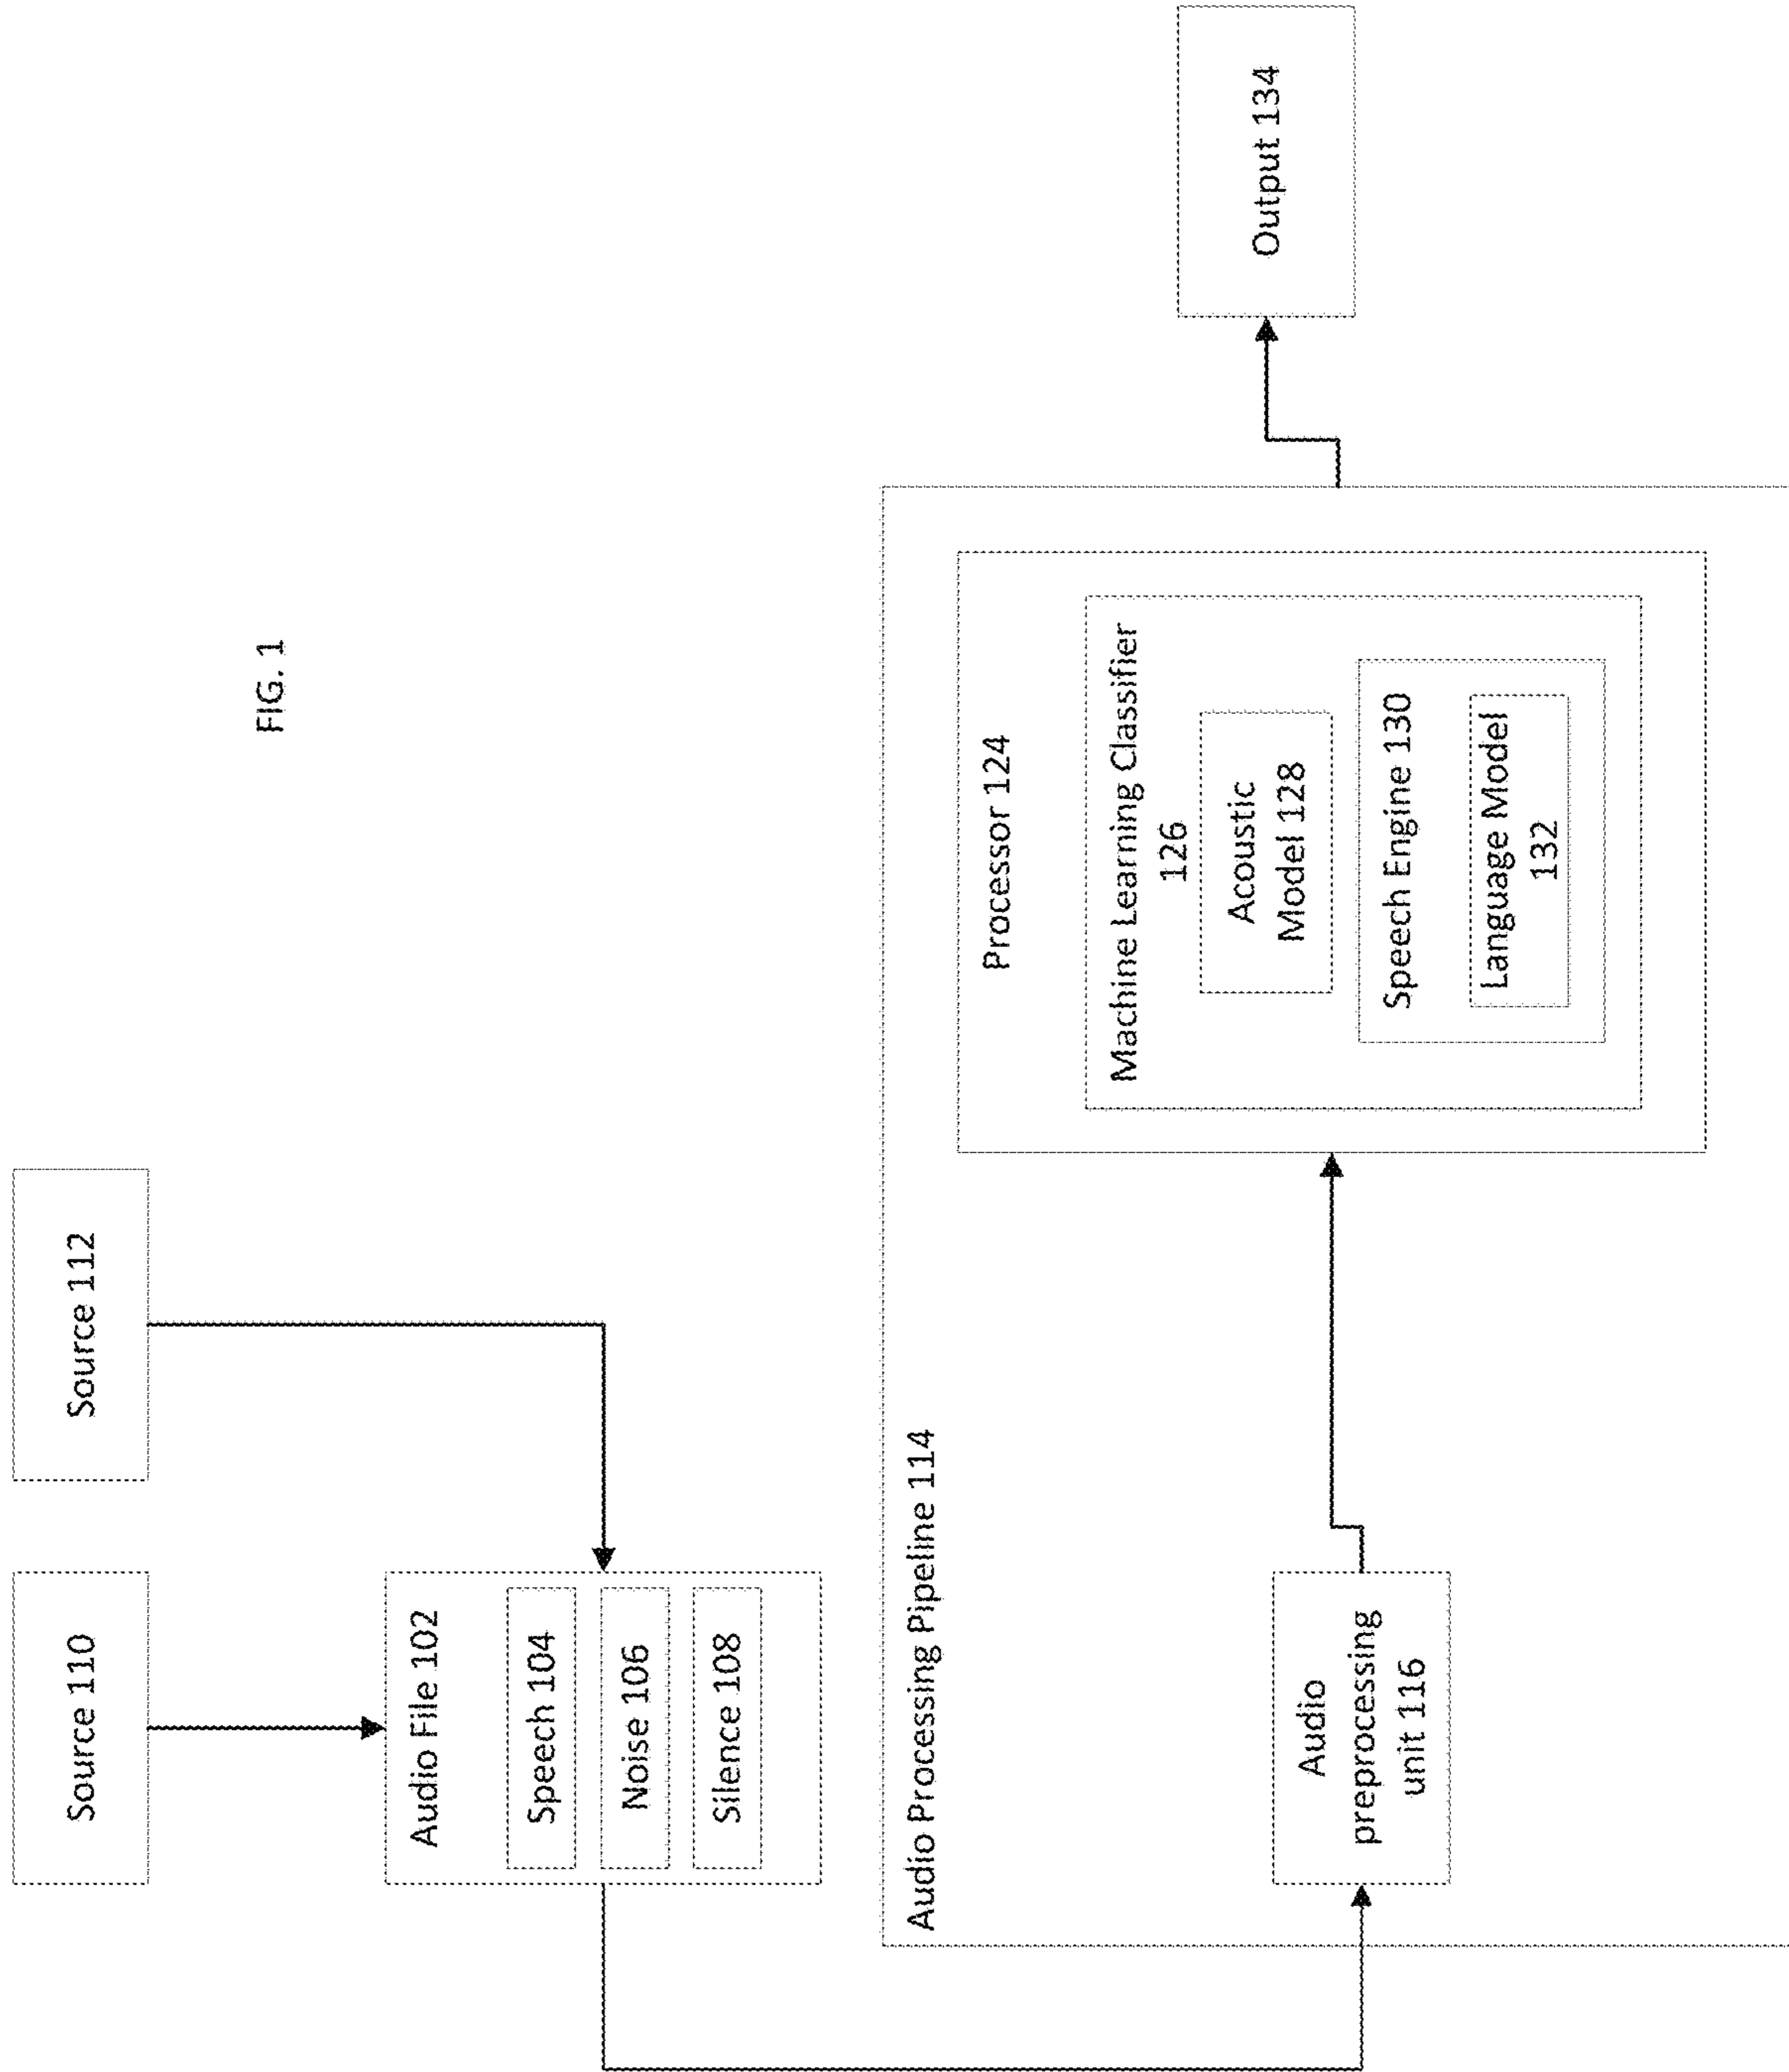 Source 110
Source 112
FIG. 1
Audio File 102
Speech 104
Noise 106
Silence 108
Audio Processing Pipeline 114
Audio
preprocessing
unit 116
Processor 124
Machine Learning Classifier
126
Acoustic
Model 128
Speech Engine 130
Language Model
132
Output 134